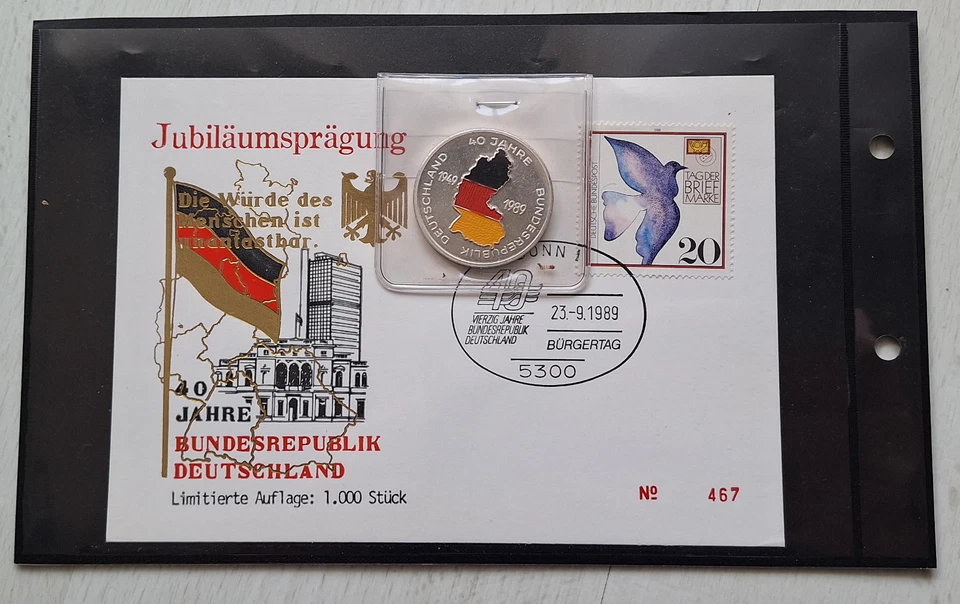 Jubiläumsprägung
Die Würde des
Menschen ist
unantastbar.
40
JAHRE
BUNDESREPUBLIK
DEUTSCHLAND
Limitierte Auflage: 1.000 Stück
40 JAHRE BUNDESREPUBLIK DEUTSCHLAND
1949
1989
DEUTSCHE BUNDESPOST
TAG DER
BRIEF
MARKE
20
40
VIERZIG JAHRE
BUNDESREPUBLIK
DEUTSCHLAND
23.-9.1989
BÜRGERTAG
5300
Nº 467